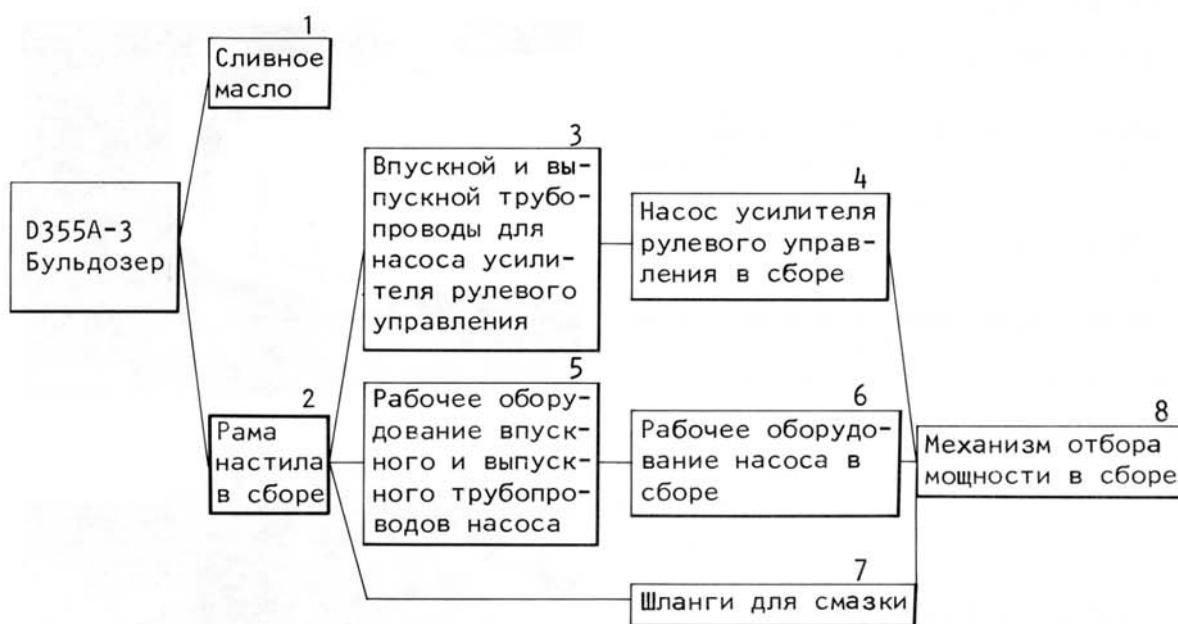 1
Сливное
масло
D355A-3
Бульдозер
2
Рама
настила
в сборе
3
Впускной и вы-
пускной трубо-
проводы для
насоса усили-
теля рулевого
управления
4
Насос усилителя
рулевого управ-
ления в сборе
5
Рабочее обору-
дование впуск-
ного и выпуск-
ного трубопро-
водов насоса
6
Рабочее оборудо-
вание насоса в
сборе
7
Шланги для смазки
8
Механизм отбора
мощности в сборе